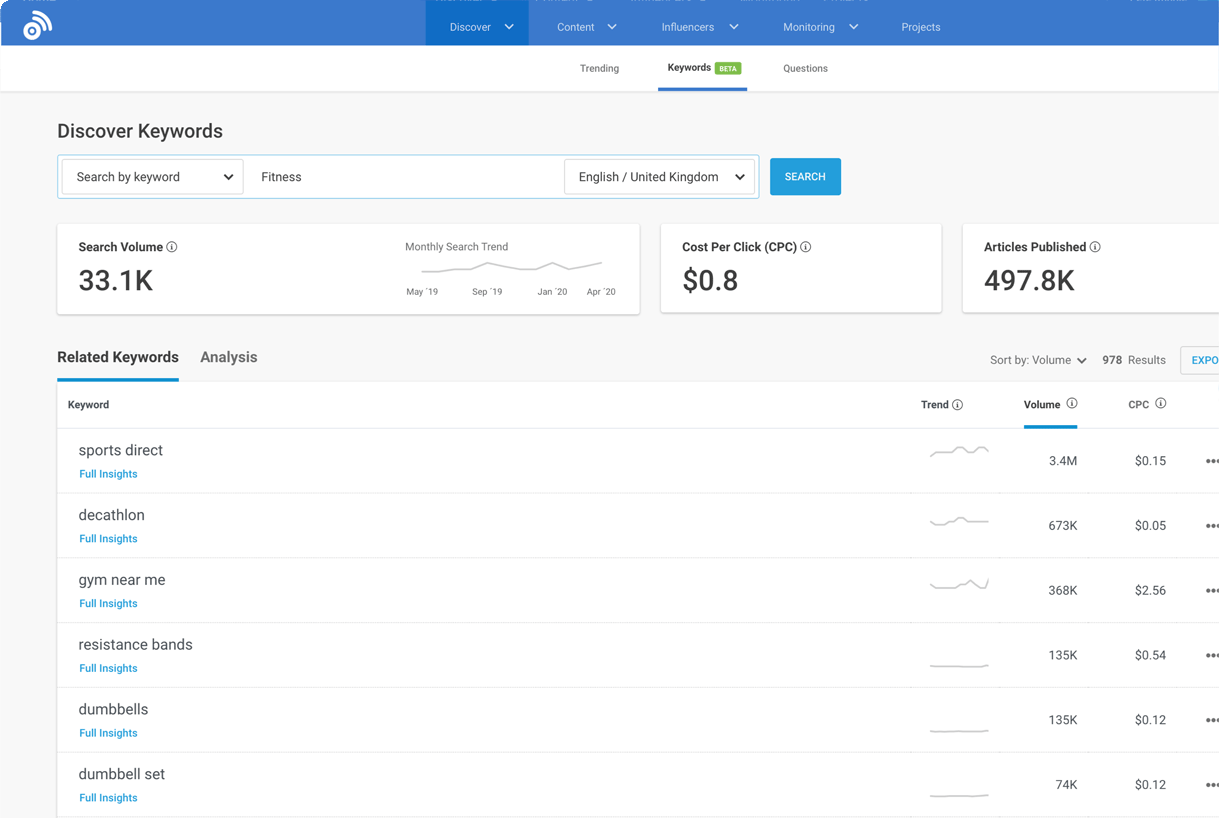 Discover Content Influencers Monitoring Projects
Trending Keywords BETA Questions
Discover Keywords
Search by keyword Fitness English / United Kingdom SEARCH
Search Volume Monthly Search Trend Cost Per Click (CPC) Articles Published
33.1K $0.8 497.8K
May `19 Sep `19 Jan `20 Apr `20
Related Keywords Analysis Sort by: Volume 978 Results EXPO
Keyword Trend Volume CPC
sports direct 3.4M $0.15
Full Insights
decathlon 673K $0.05
Full Insights
gym near me 368K $2.56
Full Insights
resistance bands 135K $0.54
Full Insights
dumbbells 135K $0.12
Full Insights
dumbbell set 74K $0.12
Full Insights